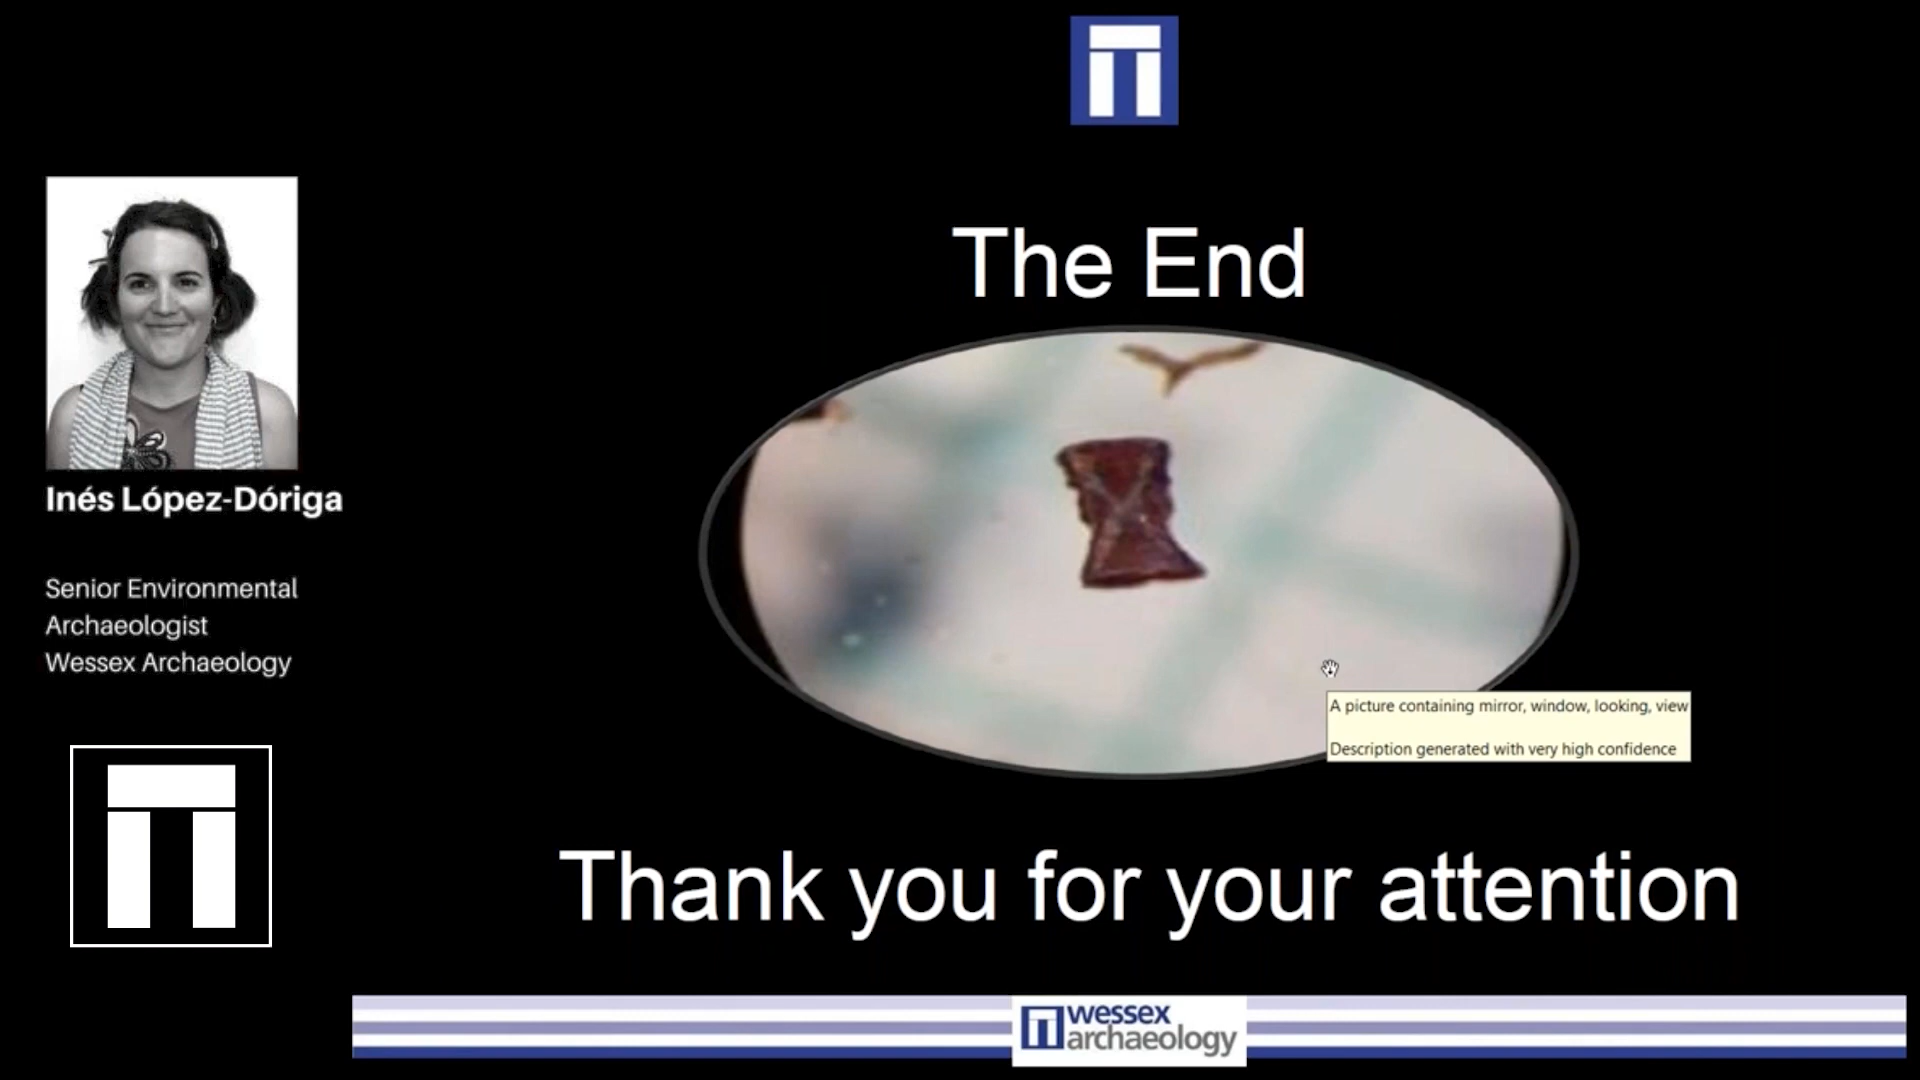 Inés López-Dóriga
Senior Environmental
Archaeologist
Wessex Archaeology
The End
A picture containing mirror, window, looking, view
Description generated with very high confidence
Thank you for your attention
wessex
archaeology